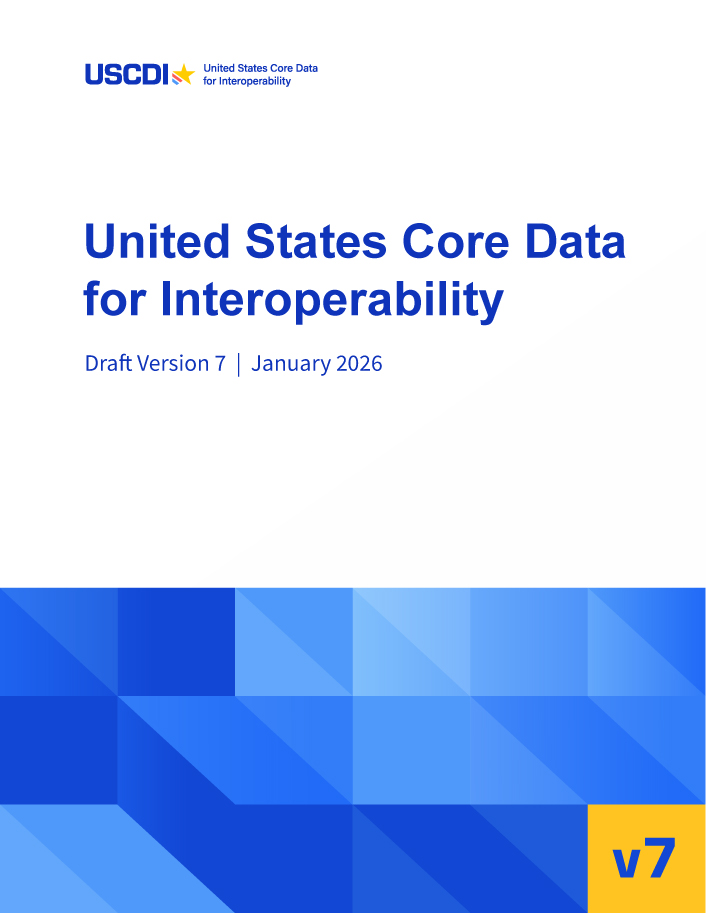 USCDI United States Core Data
for Interoperability
United States Core Data
for Interoperability
Draft Version 7 | January 2026
v7